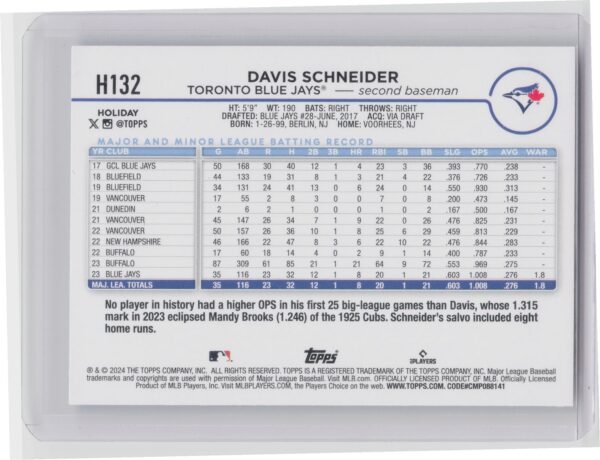 H132
DAVIS SCHNEIDER
TORONTO BLUE JAYS® — second baseman
HOLIDAY
@TOPPS
HT: 5'9" WT: 190 BATS: RIGHT THROWS: RIGHT
DRAFTED: BLUE JAYS #28-JUNE, 2017 ACQ: VIA DRAFT
BORN: 1-26-99, BERLIN, NJ HOME: VOORHEES, NJ
MAJOR AND MINOR LEAGUE BATTING RECORD
YR CLUB G AB R H 2B 3B HR RBI SB BB SLG OPS AVG WAR
17 GCL BLUE JAYS 50 168 30 40 12 1 4 23 3 36 .393 .770 .238 -
18 BLUEFIELD 44 133 19 31 8 1 3 21 4 22 .376 .726 .233 -
19 BLUEFIELD 34 131 24 41 13 0 6 24 0 14 .550 .930 .313 -
19 VANCOUVER 17 55 2 8 3 0 0 7 0 8 .200 .473 .145 -
21 DUNEDIN 2 6 2 1 0 0 0 1 0 2 .167 .500 .167 -
21 VANCOUVER 45 147 26 34 7 1 9 22 0 26 .476 .825 .231 -
22 VANCOUVER 50 157 26 36 10 1 8 25 6 29 .459 .813 .229 -
22 NEW HAMPSHIRE 46 166 22 47 8 3 6 22 10 22 .476 .844 .283 -
22 BUFFALO 17 60 18 14 4 0 2 9 1 14 .400 .787 .233 -
23 BUFFALO 87 309 61 85 21 1 21 64 9 72 .553 .969 .275 -
23 BLUE JAYS 35 116 23 32 12 1 8 20 1 21 .603 1.008 .276 1.8
MAJ. LEA. TOTALS 35 116 23 32 12 1 8 20 1 21 .603 1.008 .276 1.8
No player in history had a higher OPS in his first 25 big-league games than Davis, whose 1.315
mark in 2023 eclipsed Mandy Brooks (1.246) of the 1925 Cubs. Schneider's salvo included eight
home runs.
Topps
PLAYERS
® & © 2024 THE TOPPS COMPANY, INC. ALL RIGHTS RESERVED. TOPPS IS A REGISTERED TRADEMARK OF THE TOPPS COMPANY, INC. Major League Baseball
trademarks and copyrights are used with permission of Major League Baseball. Visit MLB.com. OFFICIALLY LICENSED PRODUCT OF MLB. Officially Licensed Product
of MLB Players, Inc. Visit MLBPLAYERS.COM, the Players Choice on the web. WWW.TOPPS.COM. CODE#CMP088141